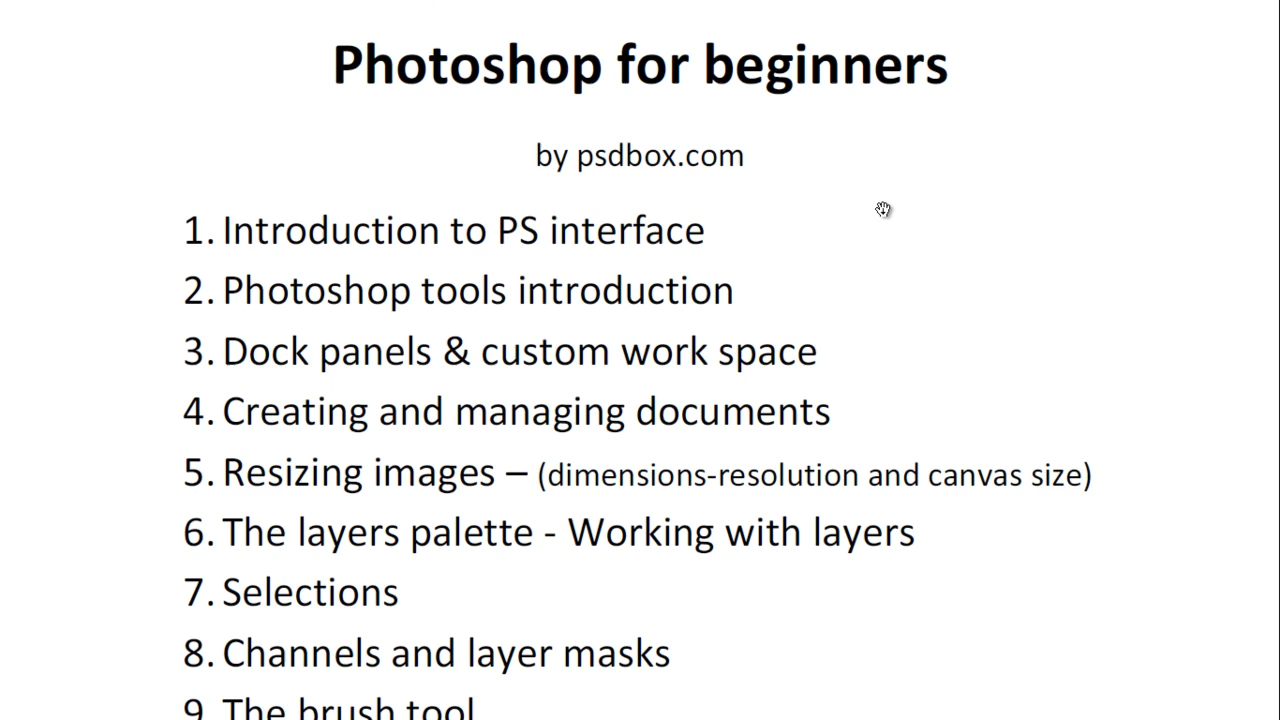 Photoshop for beginners
by psdbox.com
1. Introduction to PS interface
2. Photoshop tools introduction
3. Dock panels & custom work space
4. Creating and managing documents
5. Resizing images – (dimensions-resolution and canvas size)
6. The layers palette - Working with layers
7. Selections
8. Channels and layer masks
9. The brush tool